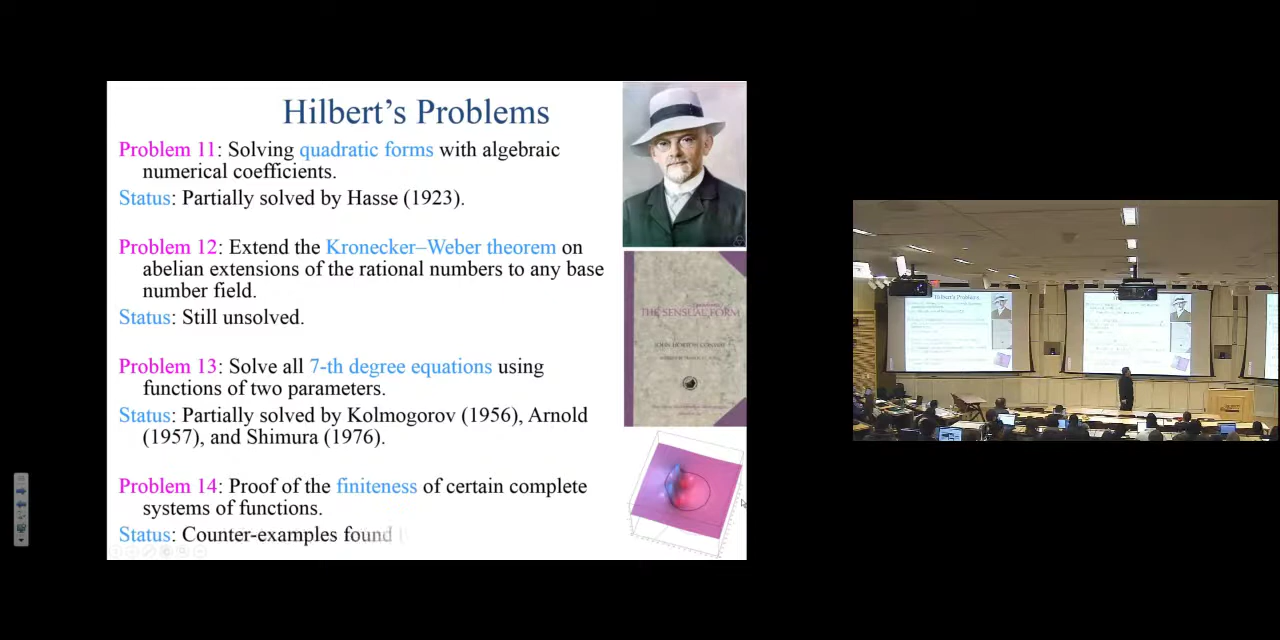 Hilbert's Problems
Problem 11: Solving quadratic forms with algebraic
numerical coefficients.
Status: Partially solved by Hasse (1923).
Problem 12: Extend the Kronecker–Weber theorem on
abelian extensions of the rational numbers to any base
number field.
Status: Still unsolved.
Problem 13: Solve all 7-th degree equations using
functions of two parameters.
Status: Partially solved by Kolmogorov (1956), Arnold
(1957), and Shimura (1976).
Problem 14: Proof of the finiteness of certain complete
systems of functions.
Status: Counter-examples found
THE SENSUAL FORM
JOHN HORTON CONWAY
Hilbert's Problems